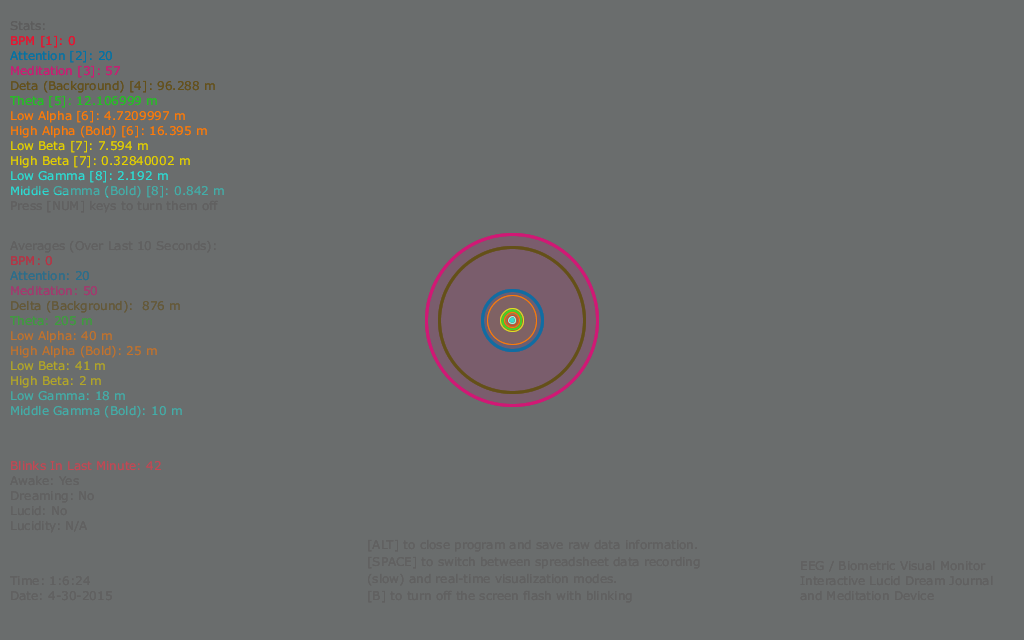 Stats:
BPM [1]: 0
Attention [2]: 20
Meditation [3]: 57
Deta (Background) [4]: 96.288 m
Theta [5]: 12.106999 m
Low Alpha [6]: 4.7209997 m
High Alpha (Bold) [6]: 16.395 m
Low Beta [7]: 7.594 m
High Beta [7]: 0.32840002 m
Low Gamma [8]: 2.192 m
Middle Gamma (Bold) [8]: 0.842 m
Press [NUM] keys to turn them off
Averages (Over Last 10 Seconds):
BPM: 0
Attention: 20
Meditation: 50
Delta (Background):  876 m
Theta: 205 m
Low Alpha: 40 m
High Alpha (Bold): 25 m
Low Beta: 41 m
High Beta: 2 m
Low Gamma: 18 m
Middle Gamma (Bold): 10 m
Awake: Yes
Dreaming: No
Lucid: No
Lucidity: N/A
Time: 1:6:24
Date: 4-30-2015
[ALT] to close program and save raw data information.
[SPACE] to switch between spreadsheet data recording
(slow) and real-time visualization modes.
[B] to turn off the screen flash with blinking
EEG / Biometric Visual Monitor
Interactive Lucid Dream Journal
and Meditation Device